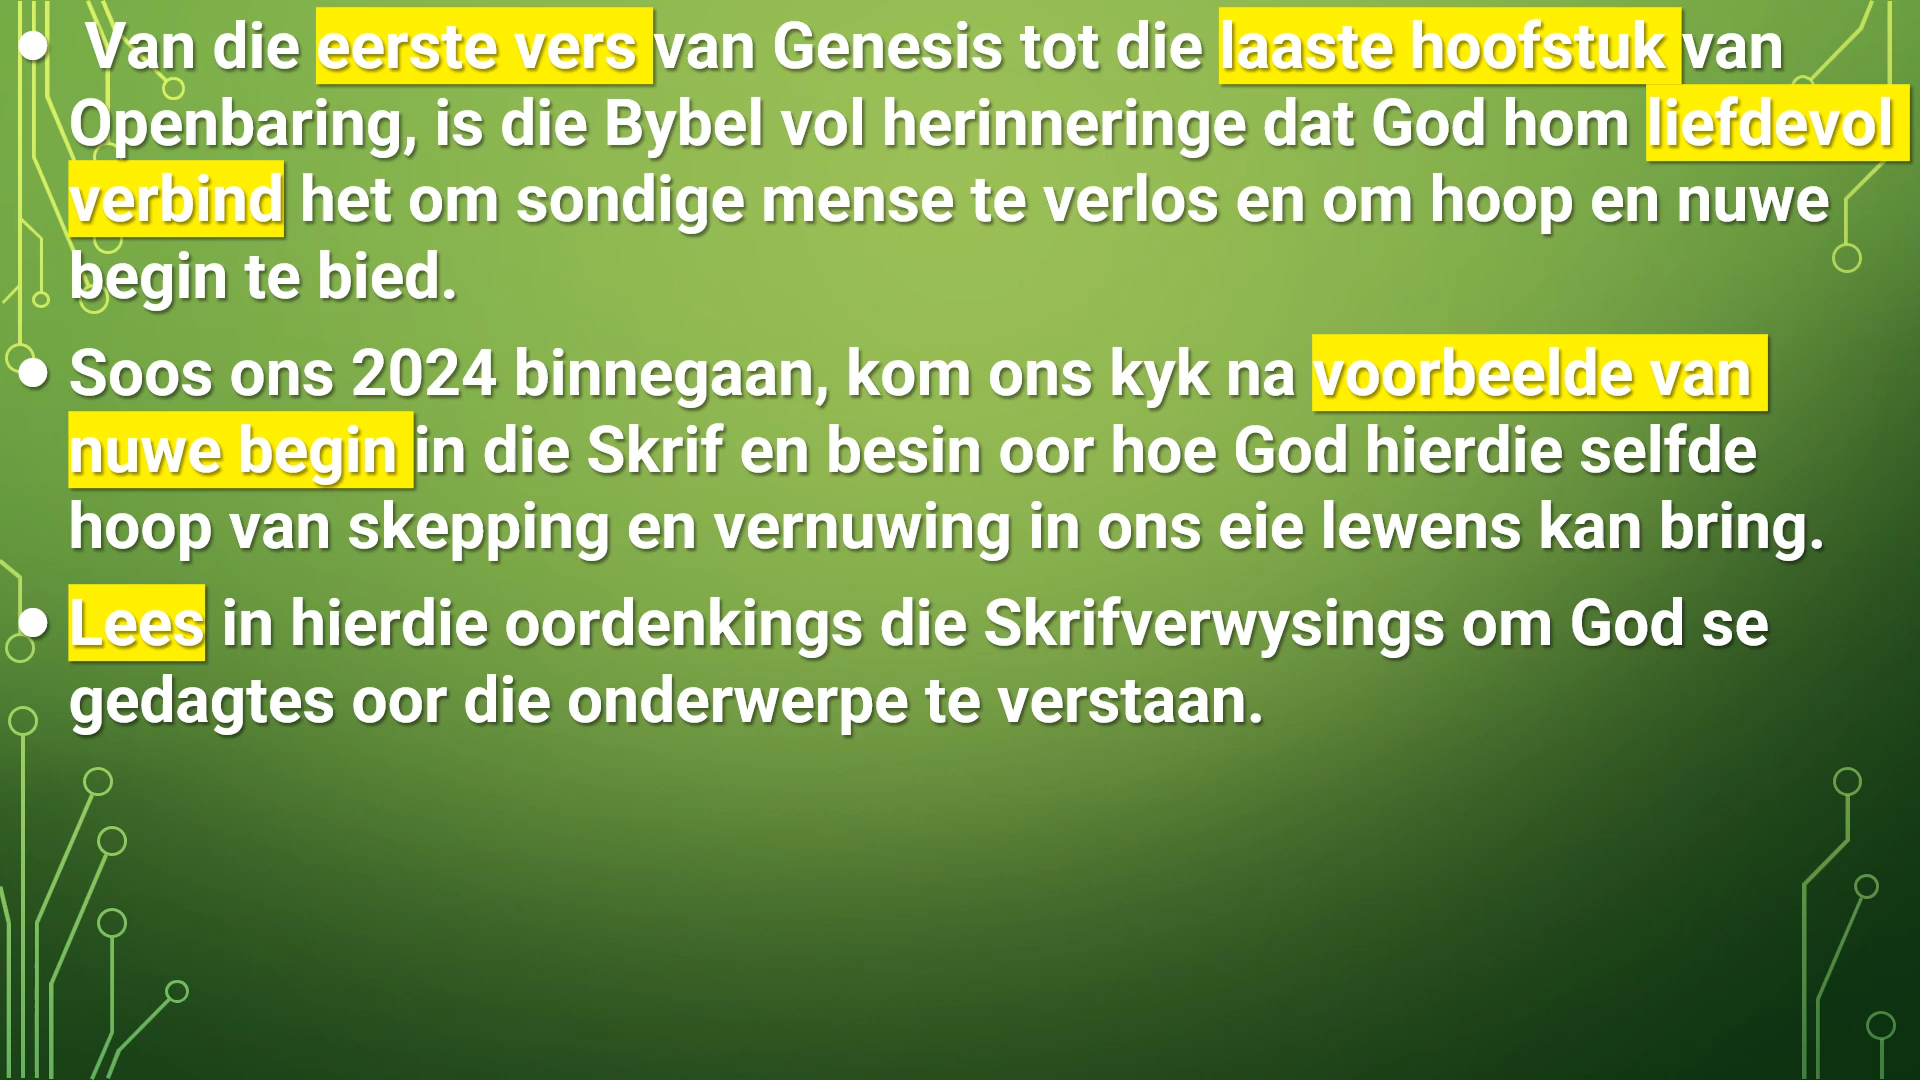 • Van die eerste vers van Genesis tot die laaste hoofstuk van
Openbaring, is die Bybel vol herinneringe dat God hom liefdevol
verbind het om sondige mense te verlos en om hoop en nuwe
begin te bied.
• Soos ons 2024 binnegaan, kom ons kyk na voorbeelde van
nuwe begin in die Skrif en besin oor hoe God hierdie selfde
hoop van skepping en vernuwing in ons eie lewens kan bring.
• Lees in hierdie oordenkings die Skrifverwysings om God se
gedagtes oor die onderwerpe te verstaan.